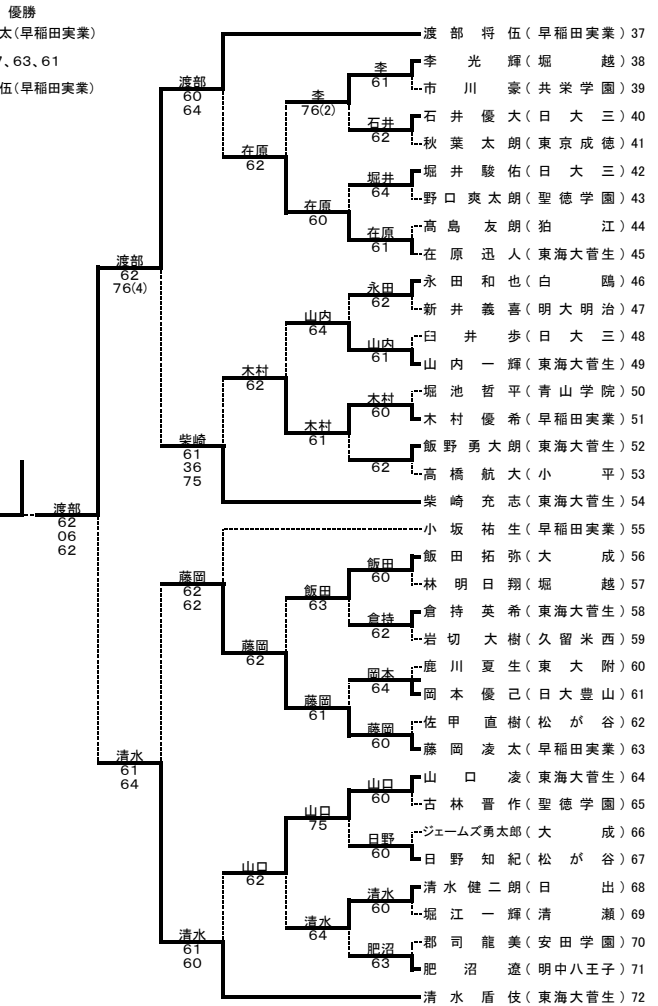 優勝
太(早稲田実業)
7、63、61
伍(早稲田実業)
渡部将伍(早稲田実業) 37
李光輝(堀越) 38
市川豪(共栄学園) 39
石井優大(日大三) 40
秋葉太朗(東京成徳) 41
堀井駿佑(日大三) 42
野口爽太朗(聖徳学園) 43
高島友朗(狛江) 44
在原迅人(東海大菅生) 45
永田和也(白鴎) 46
新井義喜(明大明治) 47
臼井歩(日大三) 48
山内一輝(東海大菅生) 49
堀池哲平(青山学院) 50
木村優希(早稲田実業) 51
飯野勇大朗(東海大菅生) 52
高橋航大(小平) 53
柴崎充志(東海大菅生) 54
小坂祐生(早稲田実業) 55
飯田拓弥(大成) 56
林明日翔(堀越) 57
倉持英希(東海大菅生) 58
岩切大樹(久留米西) 59
鹿川夏生(東大附) 60
岡本優己(日大豊山) 61
佐甲直樹(松が谷) 62
藤岡凌太(早稲田実業) 63
山口凌(東海大菅生) 64
古林晋作(聖徳学園) 65
ジェームズ勇太郎(大成) 66
日野知紀(松が谷) 67
清水健二朗(日出) 68
堀江一輝(清瀬) 69
郡司龍美(安田学園) 70
肥沼遼(明中八王子) 71
清水盾伎(東海大菅生) 72
李
61
石井
62
堀井
64
在原
61
永田
62
山内
61
木村
60
62
飯田
60
倉持
62
岡本
64
藤岡
60
山口
60
日野
60
清水
60
肥沼
63
李
76(2)
在原
60
山内
64
木村
61
飯田
63
藤岡
61
山口
75
清水
64
在原
62
木村
62
藤岡
62
山口
62
渡部
60
64
柴崎
61
36
75
藤岡
62
62
清水
61
60
渡部
62
76(4)
清水
61
64
渡部
62
06
62